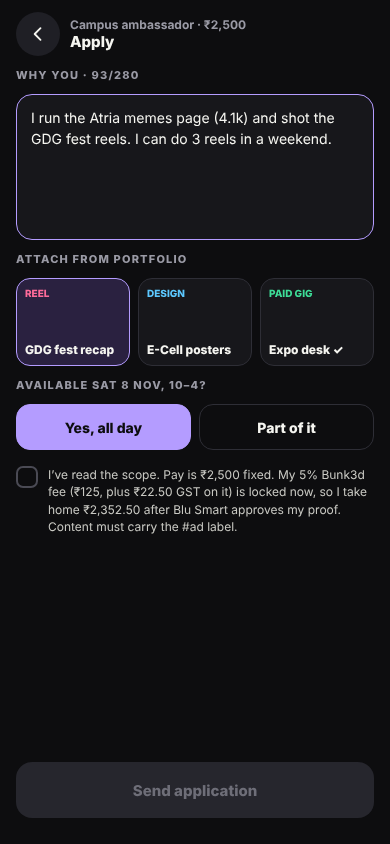 Campus ambassador · ₹2,500
Apply
WHY YOU · 93/280
I run the Atria memes page (4.1k) and shot the
GDG fest reels. I can do 3 reels in a weekend.
ATTACH FROM PORTFOLIO
REEL
GDG fest recap
DESIGN
E-Cell posters
PAID GIG
Expo desk ✓
AVAILABLE SAT 8 NOV, 10–4?
Yes, all day
Part of it
I’ve read the scope. Pay is ₹2,500 fixed. My 5% Bunk3d
fee (₹125, plus ₹22.50 GST on it) is locked now, so I take
home ₹2,352.50 after Blu Smart approves my proof.
Content must carry the #ad label.
Send application